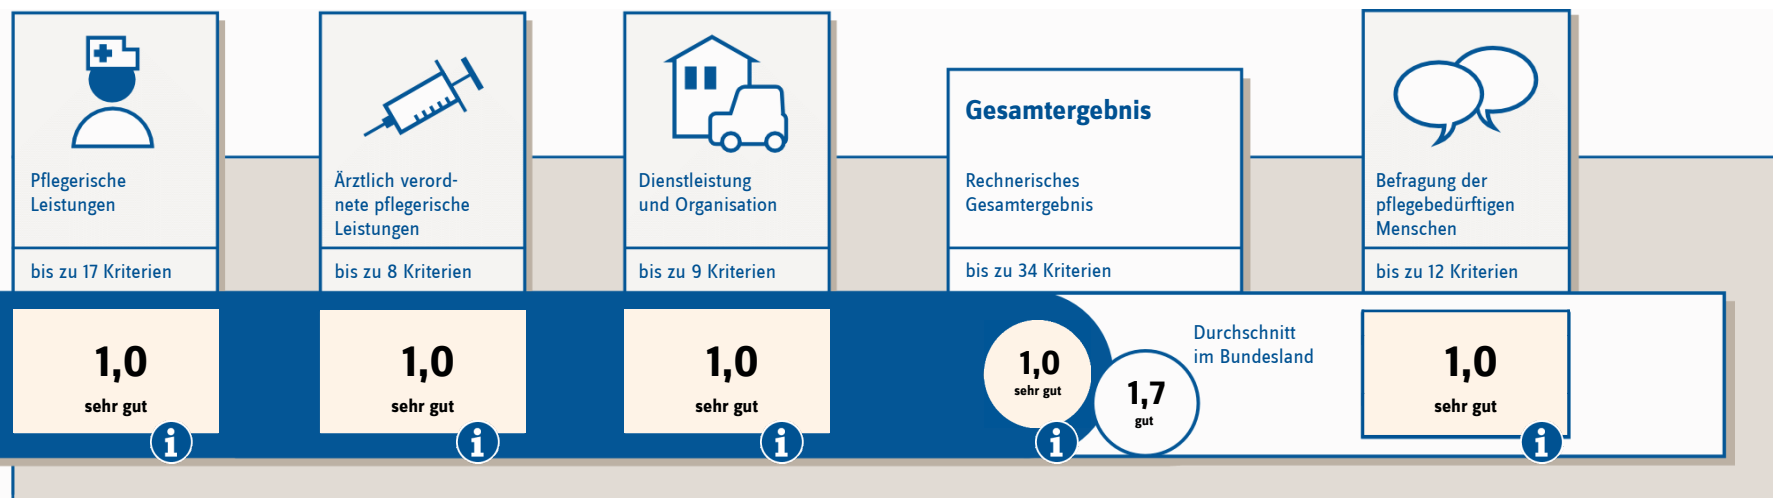 Pflegerische
Leistungen
bis zu 17 Kriterien
1,0
sehr gut
i
Ärztlich verord-
nete pflegerische
Leistungen
bis zu 8 Kriterien
1,0
sehr gut
i
Dienstleistung
und Organisation
bis zu 9 Kriterien
1,0
sehr gut
i
Gesamtergebnis
Rechnerisches
Gesamtergebnis
bis zu 34 Kriterien
1,0
sehr gut
i
1,7
gut
Durchschnitt
im Bundesland
Befragung der
pflegebedürftigen
Menschen
bis zu 12 Kriterien
1,0
sehr gut
i